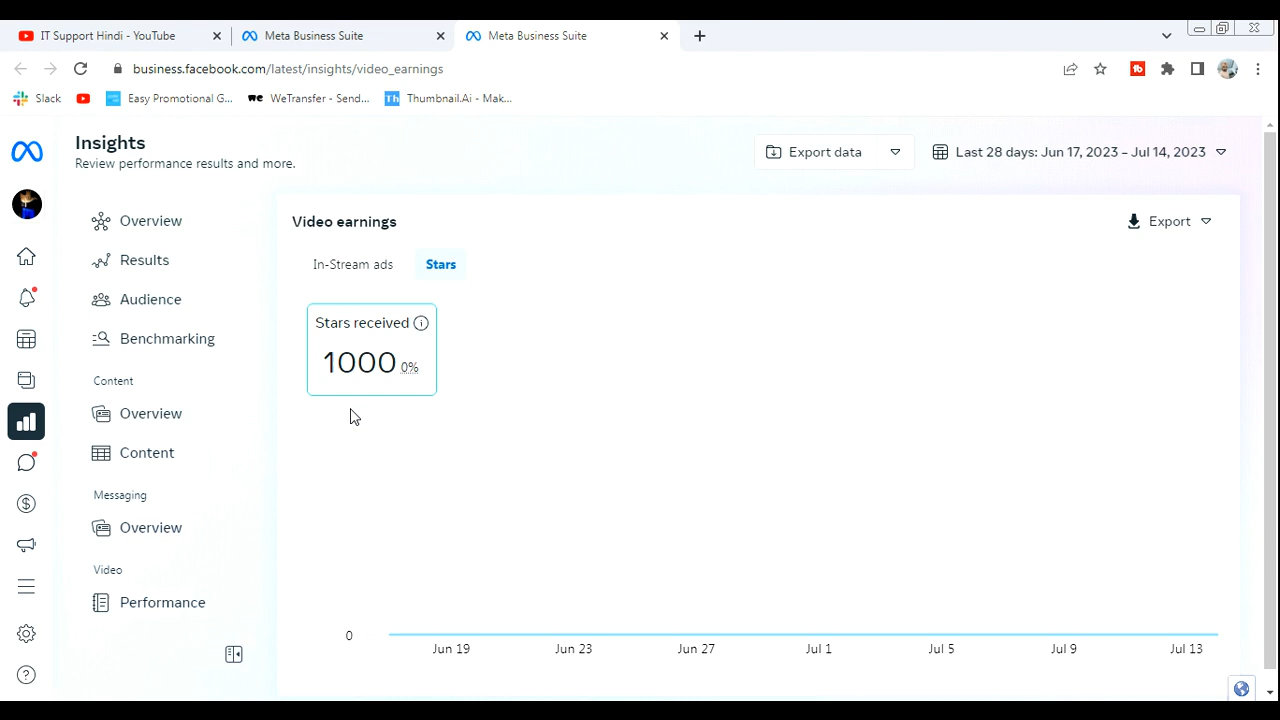 IT Support Hindi - YouTube
Meta Business Suite
Meta Business Suite
business.facebook.com/latest/insights/video_earnings
Slack
Easy Promotional G...
WeTransfer - Send...
Thumbnail.Ai - Mak...
Insights
Review performance results and more.
Export data
Last 28 days: Jun 17, 2023 – Jul 14, 2023
Overview
Results
Audience
Benchmarking
Content
Overview
Content
Messaging
Overview
Video
Performance
Video earnings
Export
In-Stream ads
Stars
Stars received
1000 0%
0
Jun 19 Jun 23 Jun 27 Jul 1 Jul 5 Jul 9 Jul 13